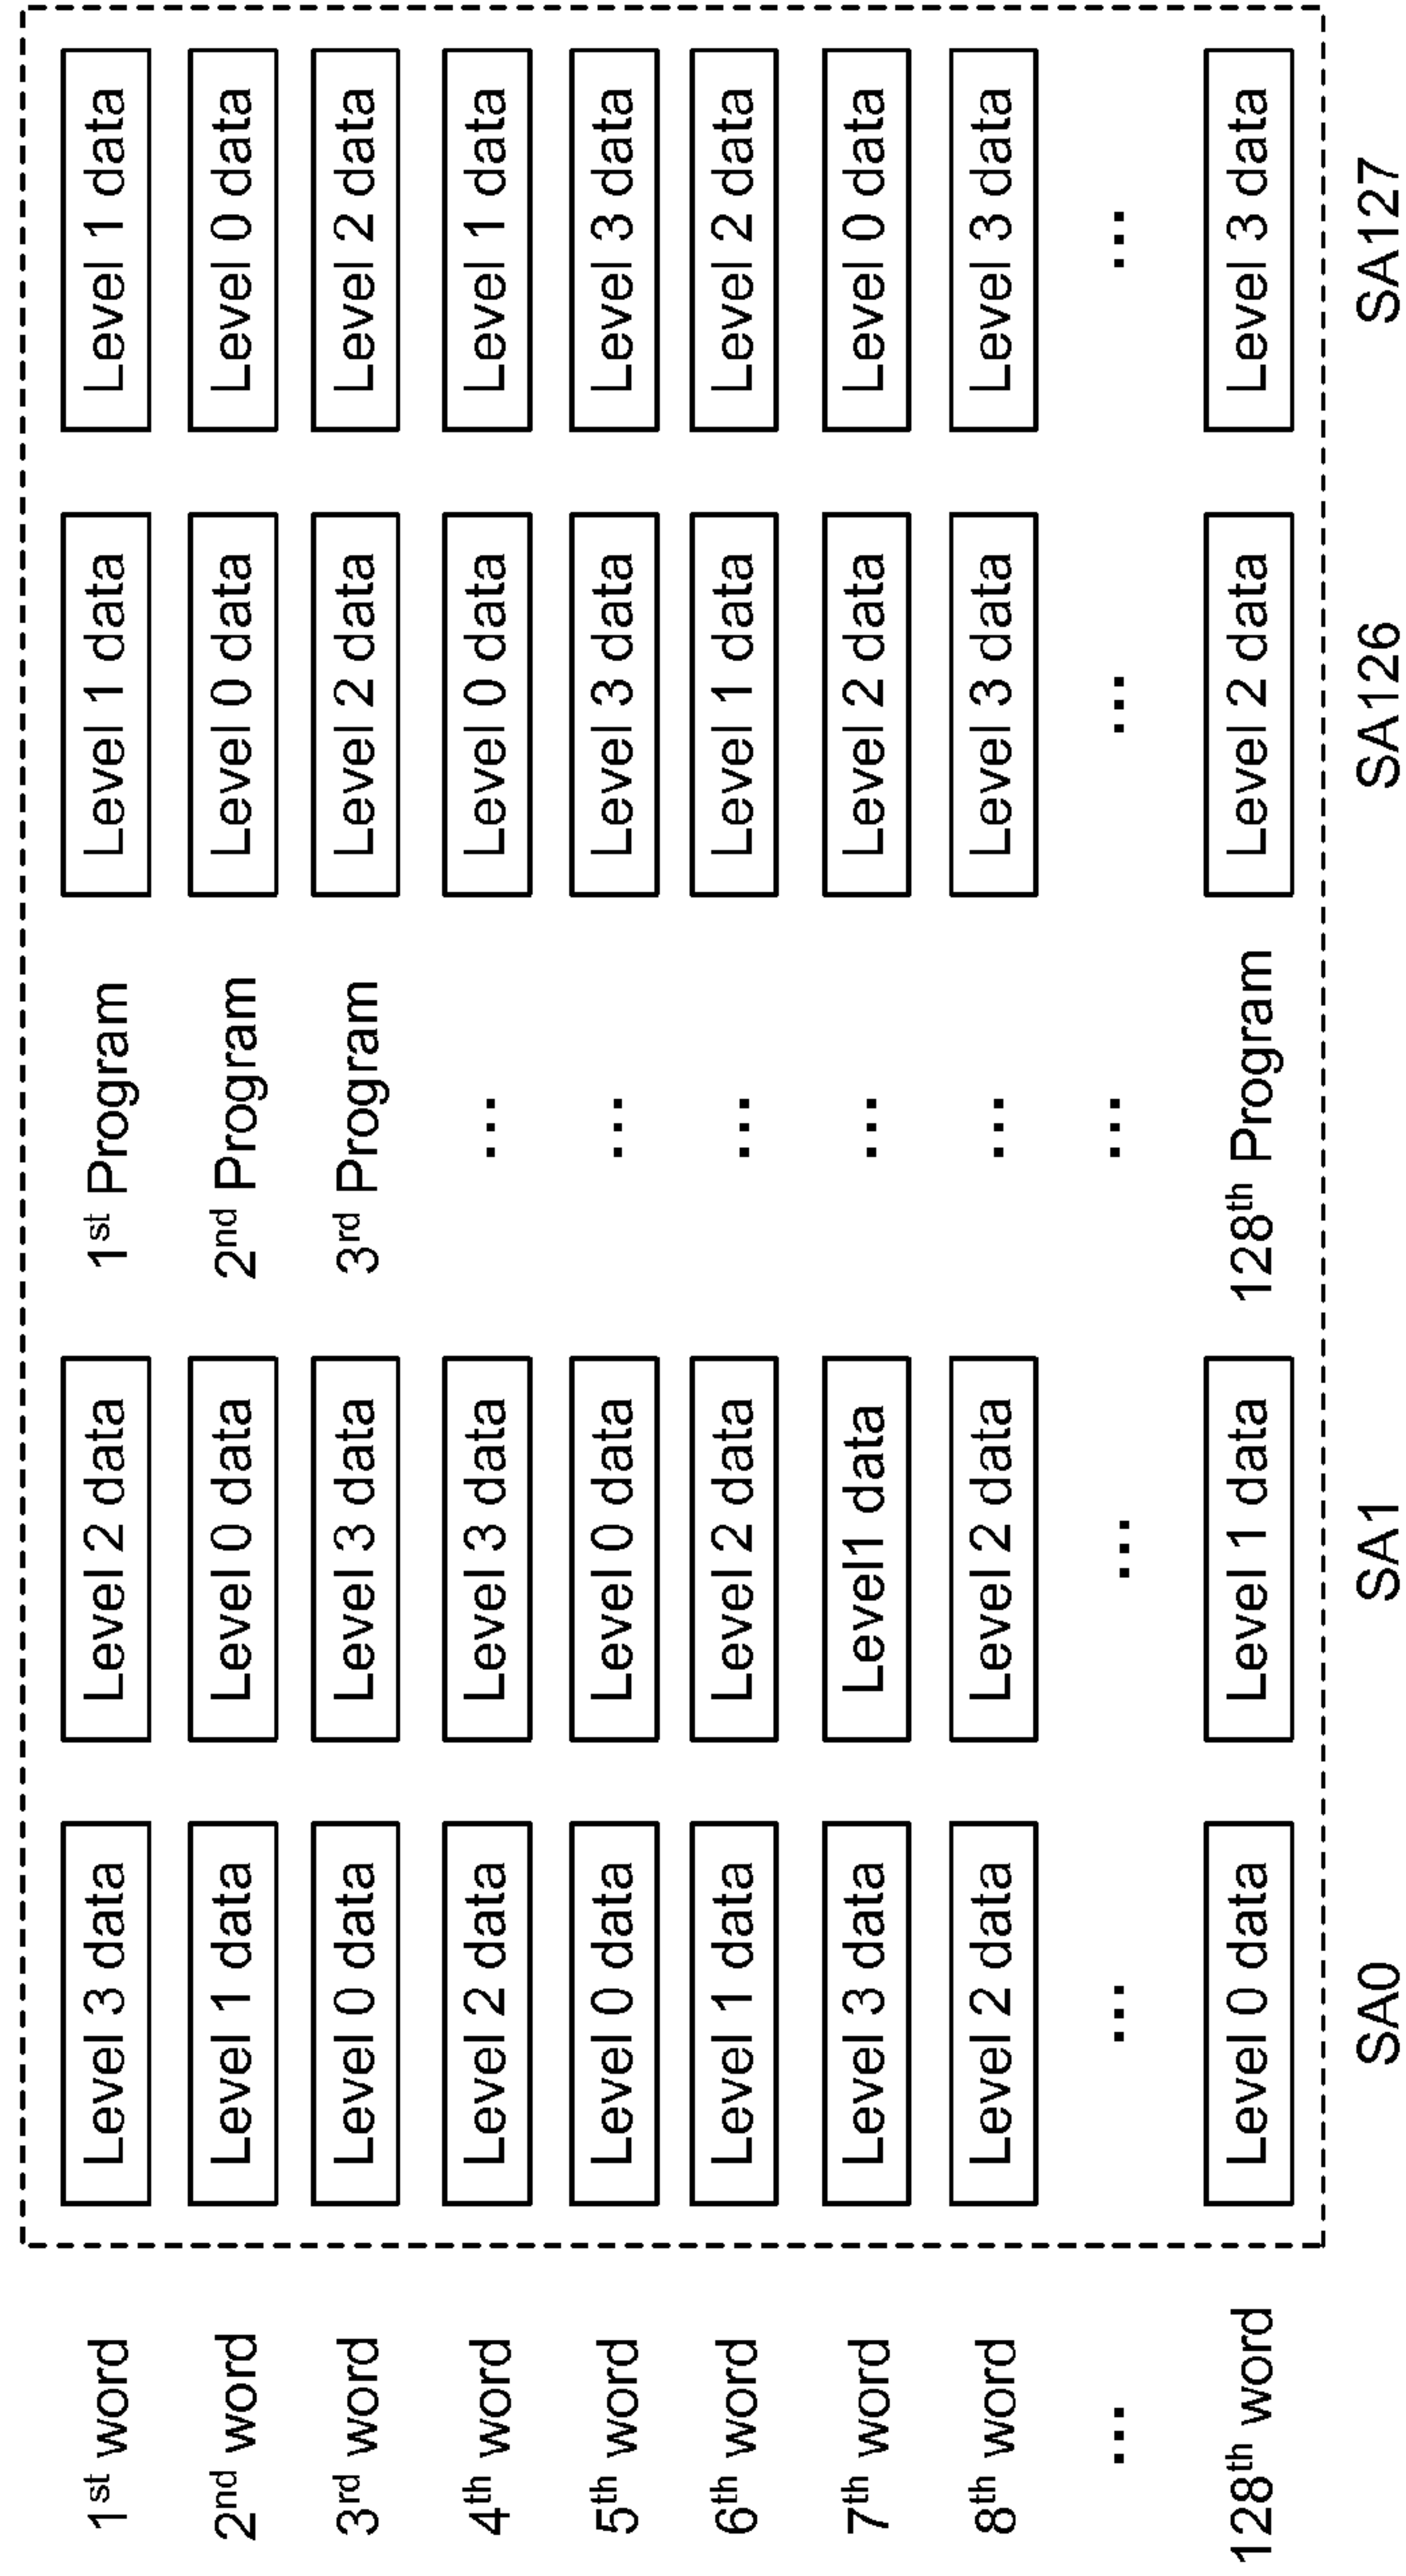 1st word Level 3 data Level 2 data 1st Program Level 1 data Level 1 data
2nd word Level 1 data Level 0 data 2nd Program Level 0 data Level 0 data
3rd word Level 0 data Level 3 data 3rd Program Level 2 data Level 2 data
4th word Level 2 data Level 3 data ... Level 0 data Level 1 data
5th word Level 0 data Level 0 data ... Level 3 data Level 3 data
6th word Level 1 data Level 2 data ... Level 1 data Level 2 data
7th word Level 3 data Level1 data ... Level 2 data Level 0 data
8th word Level 2 data Level 2 data ... Level 3 data Level 3 data
... ... ... ... ... ...
128th word Level 0 data Level 1 data 128th Program Level 2 data Level 3 data
SA0 SA1 SA126 SA127